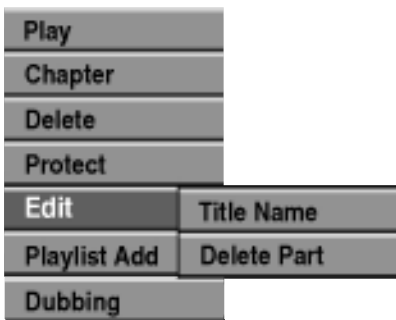 Play
Chapter
Delete
Protect
Edit
Title Name
Playlist Add
Delete Part
Dubbing